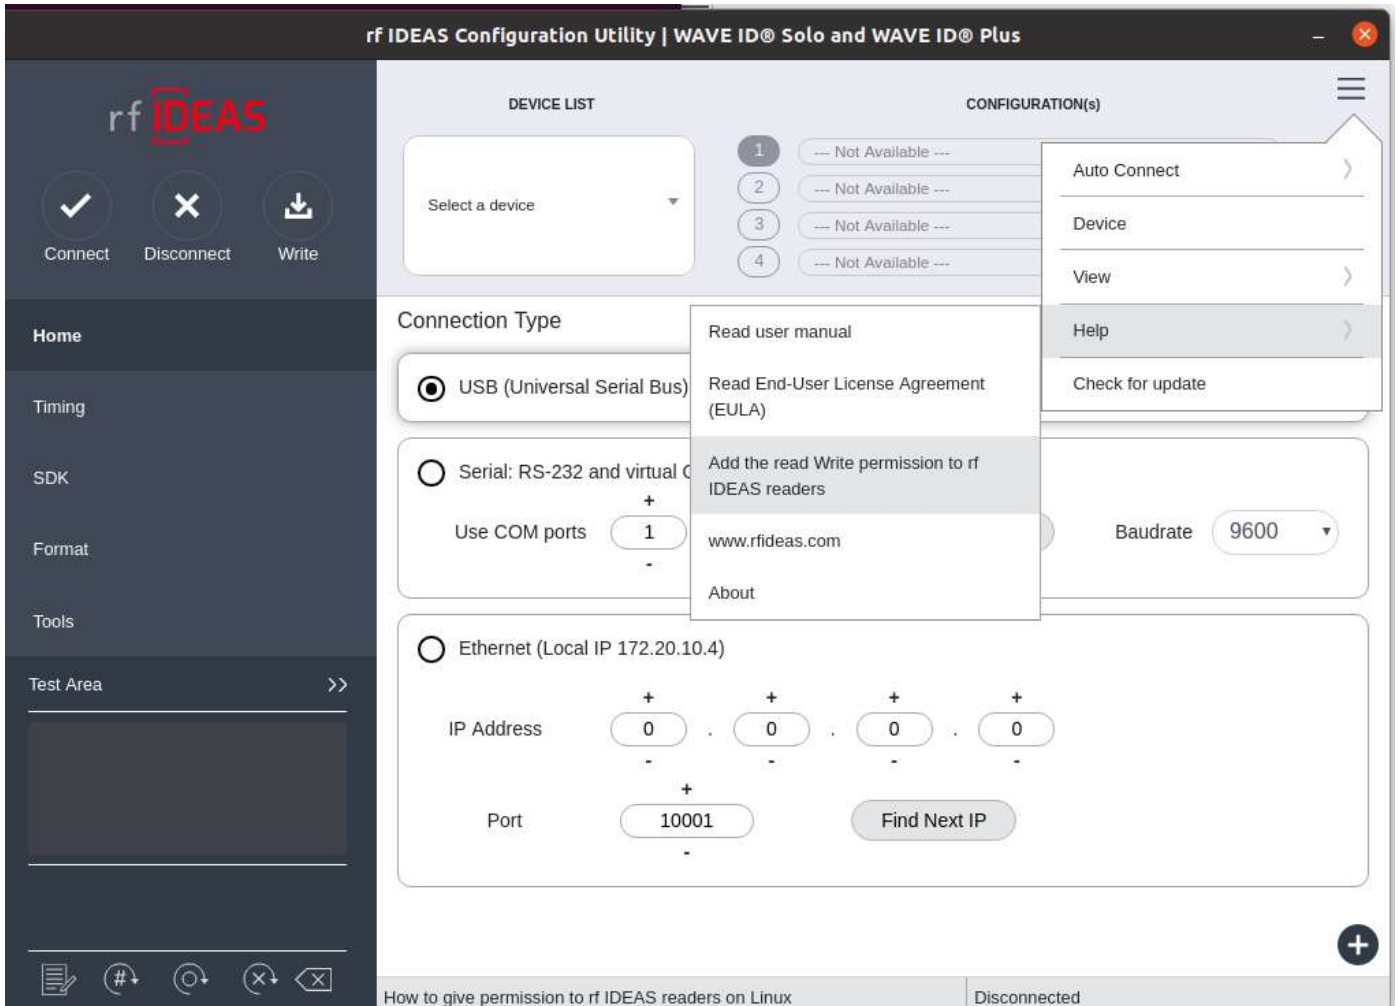 rf IDEAS Configuration Utility | WAVE ID® Solo and WAVE ID® Plus
rf IDEAS
Connect
Disconnect
Write
Home
Timing
SDK
Format
Tools
Test Area >>
DEVICE LIST
Select a device
CONFIGURATION(s)
1 --- Not Available ---
2 --- Not Available ---
3 --- Not Available ---
4 --- Not Available ---
Auto Connect
Device
View
Help
Check for update
Read user manual
Read End-User License Agreement
(EULA)
Add the read Write permission to rf
IDEAS readers
www.rfideas.com
About
Connection Type
USB (Universal Serial Bus)
Serial: RS-232 and virtual
+
Use COM ports 1
-
Baudrate 9600
Ethernet (Local IP 172.20.10.4)
+ + + +
IP Address 0 . 0 . 0 . 0
- - - -
+
Port 10001 Find Next IP
-
How to give permission to rf IDEAS readers on Linux
Disconnected